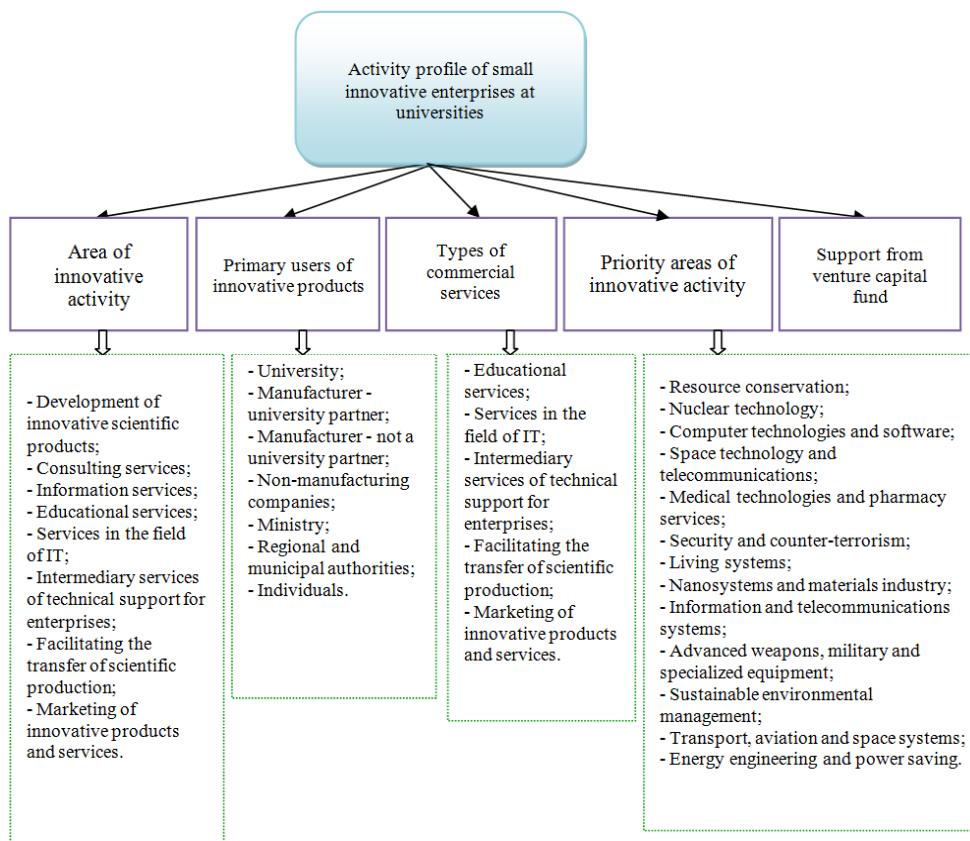 Activity profile of small
innovative enterprises at
universities
Area of
innovative
activity
Primary users of
innovative products
Types of
commercial
services
Priority areas of
innovative activity
Support from
venture capital
fund
- Development of
innovative scientific
products;
- Consulting services;
- Information services;
- Educational services;
- Services in the field
of IT;
- Intermediary services
of technical support for
enterprises;
- Facilitating the
transfer of scientific
production;
- Marketing of
innovative products
and services.
- University;
- Manufacturer -
university partner;
- Manufacturer - not a
university partner;
- Non-manufacturing
companies;
- Ministry;
- Regional and
municipal authorities;
- Individuals.
- Educational
services;
- Services in the
field of IT;
- Intermediary
services of technical
support for
enterprises;
- Facilitating the
transfer of scientific
production;
- Marketing of
innovative products
and services.
- Resource conservation;
- Nuclear technology;
- Computer technologies and software;
- Space technology and
telecommunications;
- Medical technologies and pharmacy
services;
- Security and counter-terrorism;
- Living systems;
- Nanosystems and materials industry;
- Information and telecommunications
systems;
- Advanced weapons, military and
specialized equipment;
- Sustainable environmental
management;
- Transport, aviation and space systems;
- Energy engineering and power saving.